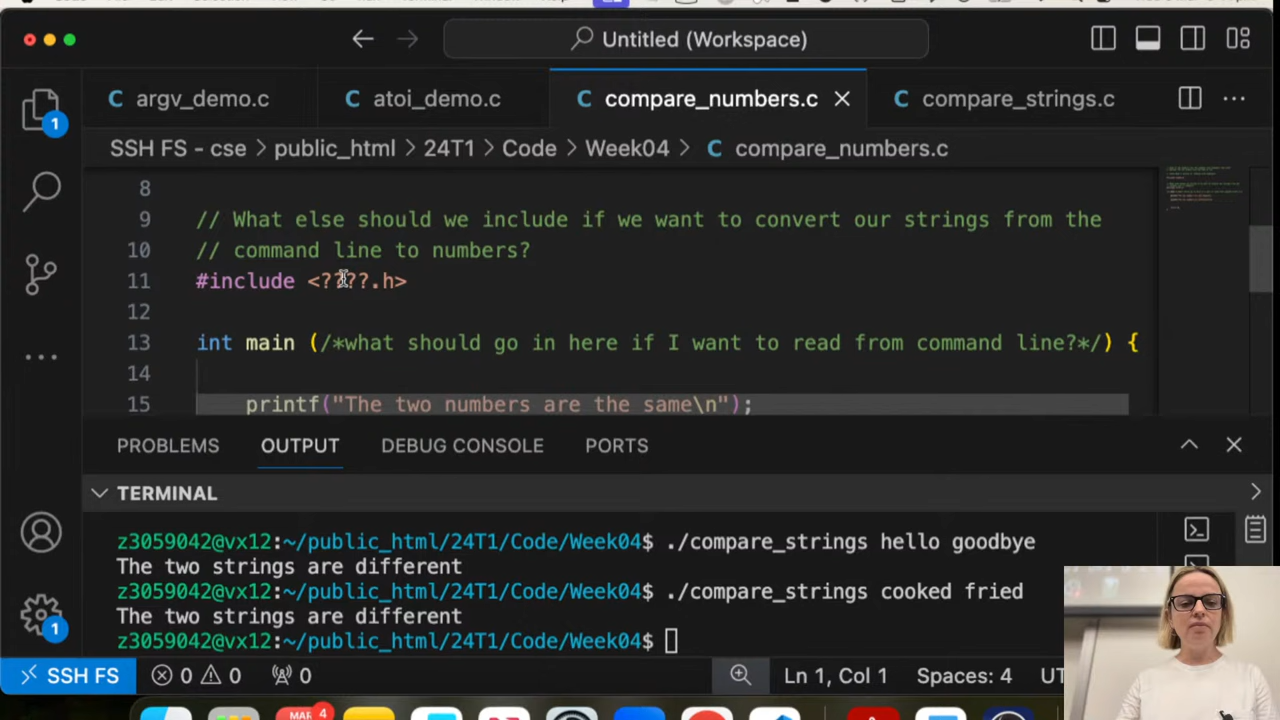 Untitled (Workspace)
C argv_demo.c
C atoi_demo.c
C compare_numbers.c
C compare_strings.c
SSH FS - cse > public_html > 24T1 > Code > Week04 > C compare_numbers.c
8
9 // What else should we include if we want to convert our strings from the
10 // command line to numbers?
11 #include <????.h>
12
13 int main (/*what should go in here if I want to read from command line?*/) {
14
15 printf("The two numbers are the same\n");
PROBLEMS OUTPUT DEBUG CONSOLE PORTS
TERMINAL
z3059042@vx12:~/public_html/24T1/Code/Week04$ ./compare_strings hello goodbye
The two strings are different
z3059042@vx12:~/public_html/24T1/Code/Week04$ ./compare_strings cooked fried
The two strings are different
z3059042@vx12:~/public_html/24T1/Code/Week04$
1
1
SSH FS 0 0 0 Ln 1, Col 1 Spaces: 4
MAR 4